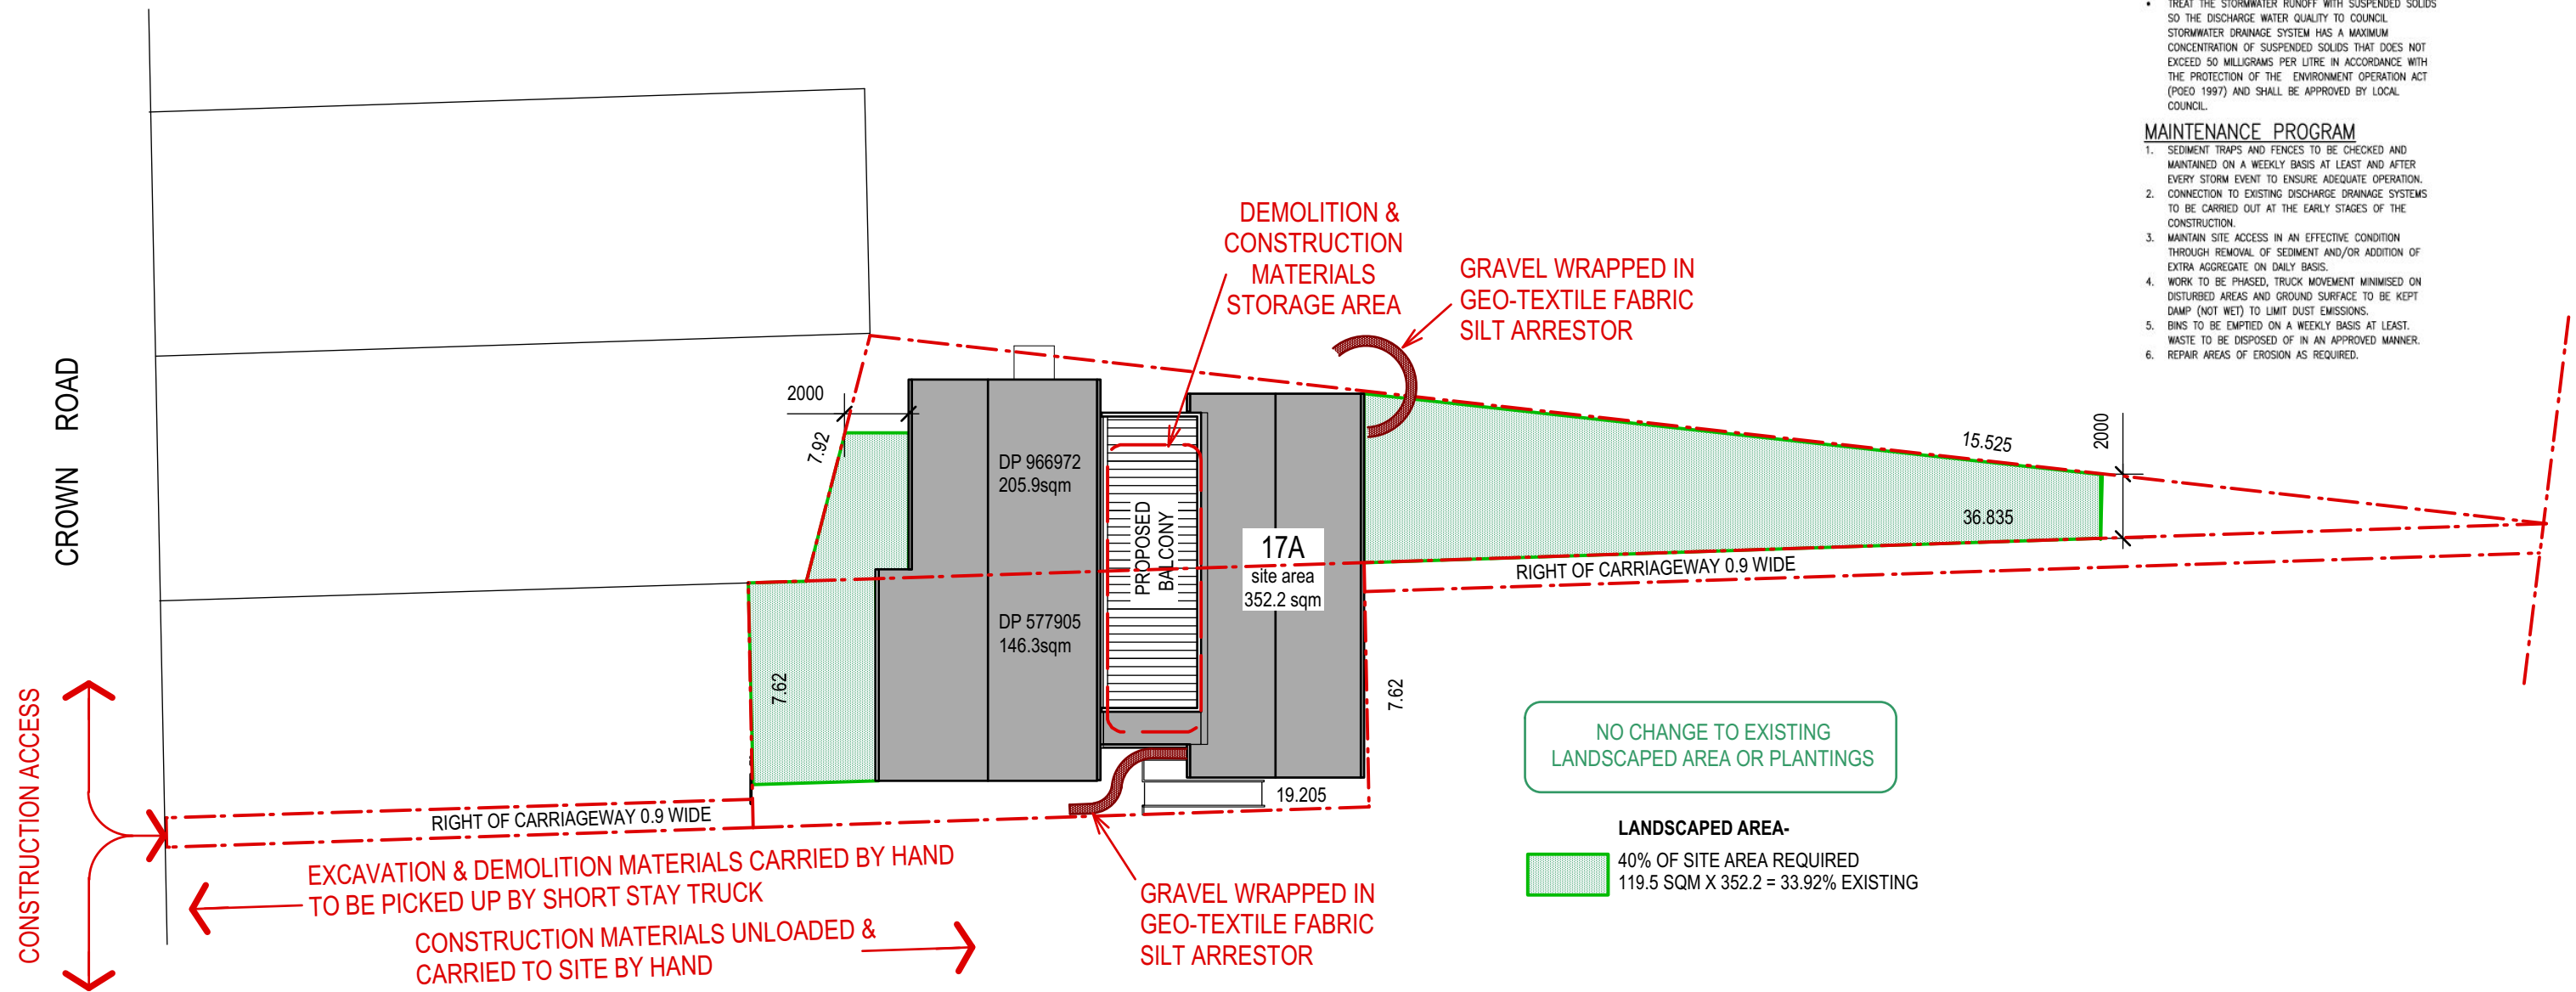 • TREAT THE STORMWATER RUNOFF WITH SUSPENDED SOLIDS
SO THE DISCHARGE WATER QUALITY TO COUNCIL
STORMWATER DRAINAGE SYSTEM HAS A MAXIMUM
CONCENTRATION OF SUSPENDED SOLIDS THAT DOES NOT
EXCEED 50 MILLIGRAMS PER LITRE IN ACCORDANCE WITH
THE PROTECTION OF THE ENVIRONMENT OPERATION ACT
(POEO 1997) AND SHALL BE APPROVED BY LOCAL
COUNCIL.
MAINTENANCE PROGRAM
1. SEDIMENT TRAPS AND FENCES TO BE CHECKED AND
MAINTAINED ON A WEEKLY BASIS AT LEAST AND AFTER
EVERY STORM EVENT TO ENSURE ADEQUATE OPERATION.
2. CONNECTION TO EXISTING DISCHARGE DRAINAGE SYSTEMS
TO BE CARRIED OUT AT THE EARLY STAGES OF THE
CONSTRUCTION.
3. MAINTAIN SITE ACCESS IN AN EFFECTIVE CONDITION
THROUGH REMOVAL OF SEDIMENT AND/OR ADDITION OF
EXTRA AGGREGATE ON DAILY BASIS.
4. WORK TO BE PHASED, TRUCK MOVEMENT MINIMISED ON
DISTURBED AREAS AND GROUND SURFACE TO BE KEPT
DAMP (NOT WET) TO LIMIT DUST EMISSIONS.
5. BINS TO BE EMPTIED ON A WEEKLY BASIS AT LEAST.
WASTE TO BE DISPOSED OF IN AN APPROVED MANNER.
6. REPAIR AREAS OF EROSION AS REQUIRED.
DEMOLITION &
CONSTRUCTION
MATERIALS
STORAGE AREA
GRAVEL WRAPPED IN
GEO-TEXTILE FABRIC
SILT ARRESTOR
CROWN ROAD
2000
7.92
DP 966972
205.9sqm
PROPOSED
BALCONY
17A
site area
352.2 sqm
15.525
2000
36.835
RIGHT OF CARRIAGEWAY 0.9 WIDE
DP 577905
146.3sqm
7.62
7.62
19.205
CONSTRUCTION ACCESS
RIGHT OF CARRIAGEWAY 0.9 WIDE
EXCAVATION & DEMOLITION MATERIALS CARRIED BY HAND
TO BE PICKED UP BY SHORT STAY TRUCK
CONSTRUCTION MATERIALS UNLOADED &
CARRIED TO SITE BY HAND
GRAVEL WRAPPED IN
GEO-TEXTILE FABRIC
SILT ARRESTOR
NO CHANGE TO EXISTING
LANDSCAPED AREA OR PLANTINGS
LANDSCAPED AREA-
40% OF SITE AREA REQUIRED
119.5 SQM X 352.2 = 33.92% EXISTING